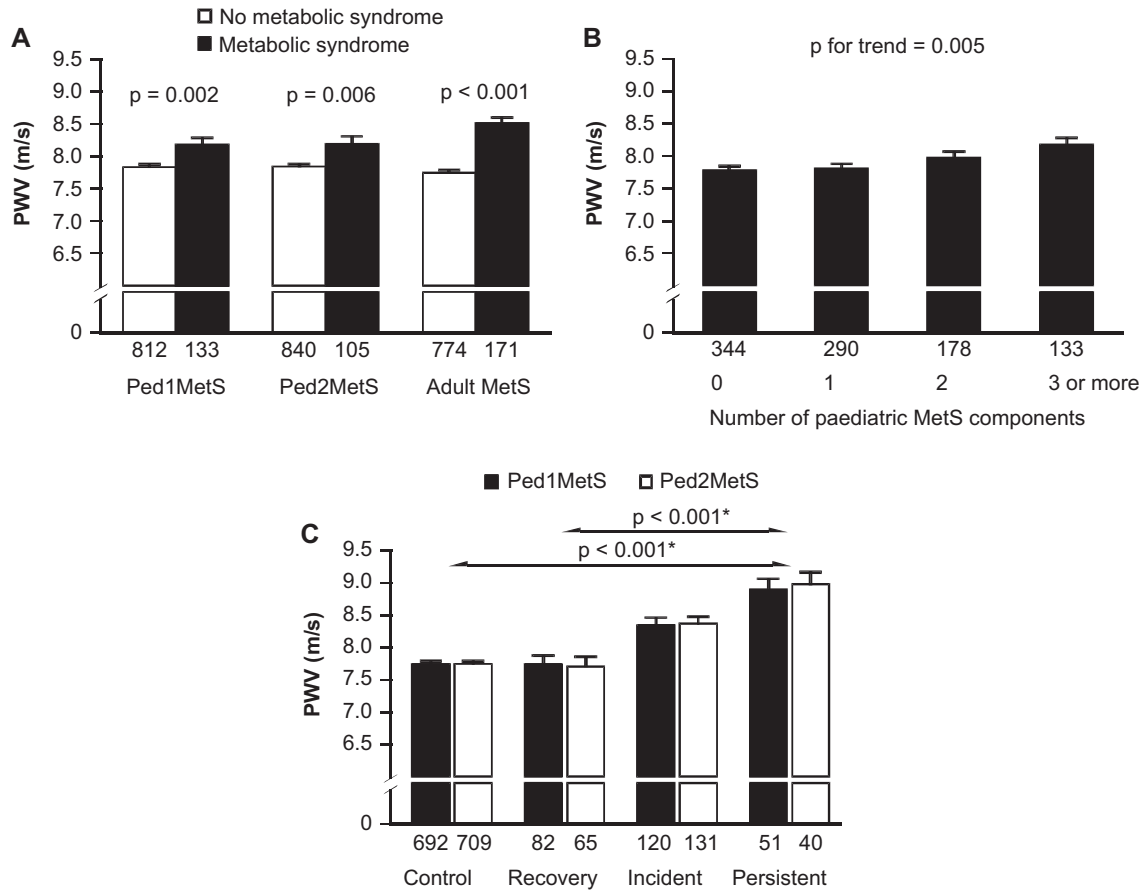 No metabolic syndrome
Metabolic syndrome
A
PWV (m/s)
9.5
9.0
8.5
8.0
7.5
7.0
6.5
0
p = 0.002
p = 0.006
p < 0.001
812 133
840 105
774 171
Ped1MetS
Ped2MetS
Adult MetS
B
p for trend = 0.005
PWV (m/s)
9.5
9.0
8.5
8.0
7.5
7.0
6.5
0
344
290
178
133
0
1
2
3 or more
Number of paediatric MetS components
Ped1MetS
Ped2MetS
C
p < 0.001*
p < 0.001*
PWV (m/s)
9.5
9.0
8.5
8.0
7.5
7.0
6.5
0
692 709
82 65
120 131
51 40
Control
Recovery
Incident
Persistent